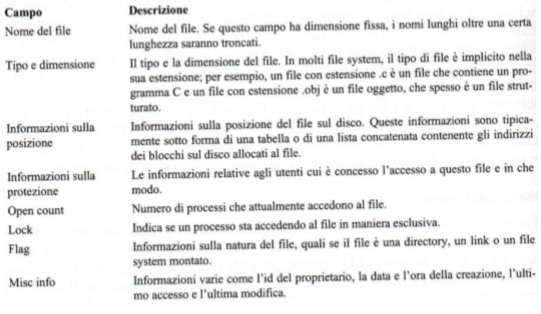 Campo Descrizione
Nome del file Nome del file. Se questo campo ha dimensione fissa, i nomi lunghi oltre una certa
lunghezza saranno troncati.
Tipo e dimensione Il tipo e la dimensione del file. In molti file system, il tipo di file è implicito nella
sua estensione; per esempio, un file con estensione .c è un file che contiene un pro-
gramma C e un file con estensione .obj è un file oggetto, che spesso è un file strut-
turato.
Informazioni sulla Informazioni sulla posizione del file sul disco. Queste informazioni sono tipica-
posizione mente sotto forma di una tabella o di una lista concatenata contenente gli indirizzi
dei blocchi sul disco allocati al file.
Informazioni sulla Le informazioni relative agli utenti cui è concesso l'accesso a questo file e in che
protezione modo.
Open count Numero di processi che attualmente accedono al file.
Lock Indica se un processo sta accedendo al file in maniera esclusiva.
Flag Informazioni sulla natura del file, quali se il file è una directory, un link o un file
system montato.
Misc info Informazioni varie come l'id del proprietario, la data e l'ora della creazione, l'ulti-
mo accesso e l'ultima modifica.